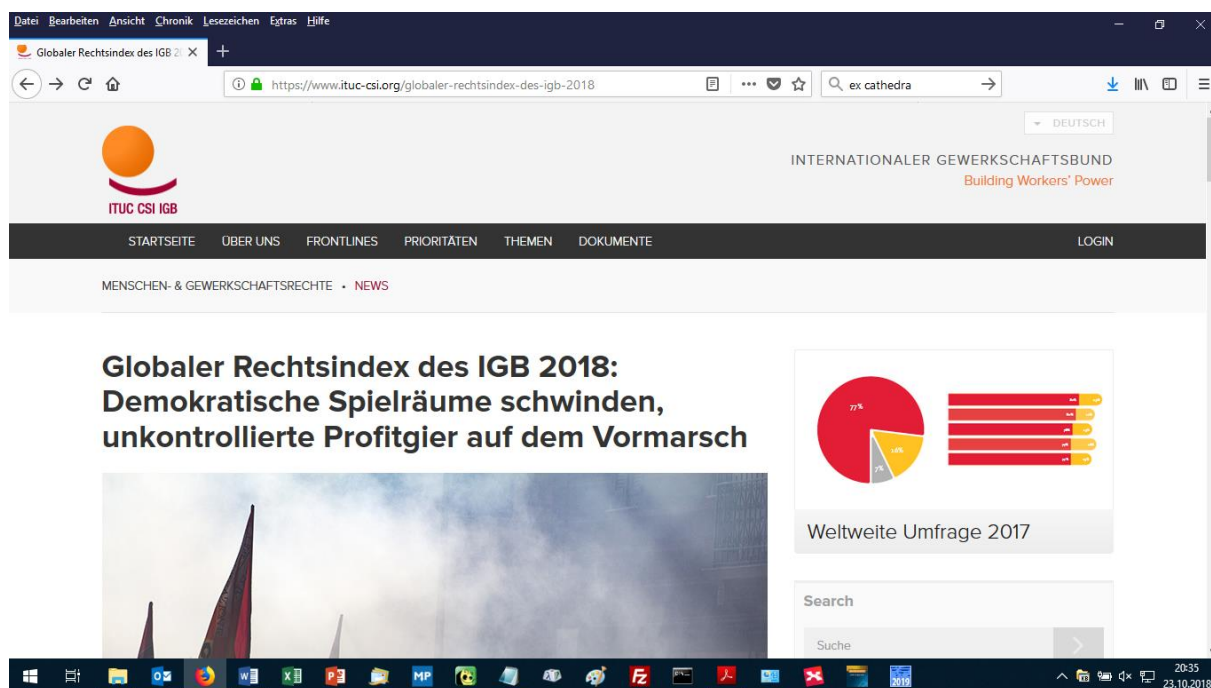 Datei Bearbeiten Ansicht Chronik Lesezeichen Extras Hilfe
Globaler Rechtsindex des IGB 2
https://www.ituc-csi.org/globaler-rechtsindex-des-igb-2018
ex cathedra
DEUTSCH
INTERNATIONALER GEWERKSCHAFTSBUND
Building Workers' Power
ITUC CSI IGB
STARTSEITE ÜBER UNS FRONTLINES PRIORITÄTEN THEMEN DOKUMENTE LOGIN
MENSCHEN- & GEWERKSCHAFTSRECHTE • NEWS
Globaler Rechtsindex des IGB 2018:
Demokratische Spielräume schwinden,
unkontrollierte Profitgier auf dem Vormarsch
77%
7%
Weltweite Umfrage 2017
Search
Suche
MP
2019
20:35
23.10.2018